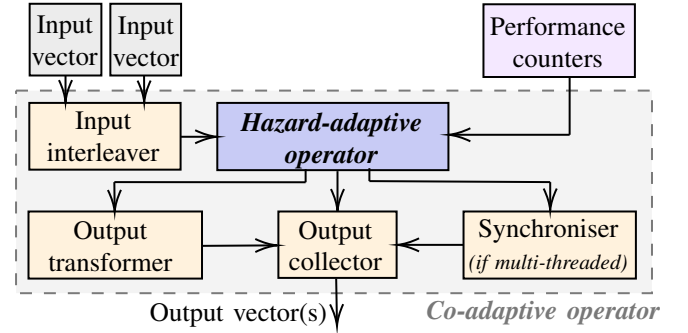 Input
vector
Input
vector
Performance
counters
Input
interleaver
Hazard-adaptive
operator
Output
transformer
Output
collector
Synchroniser
(if multi-threaded)
Output vector(s)
Co-adaptive operator